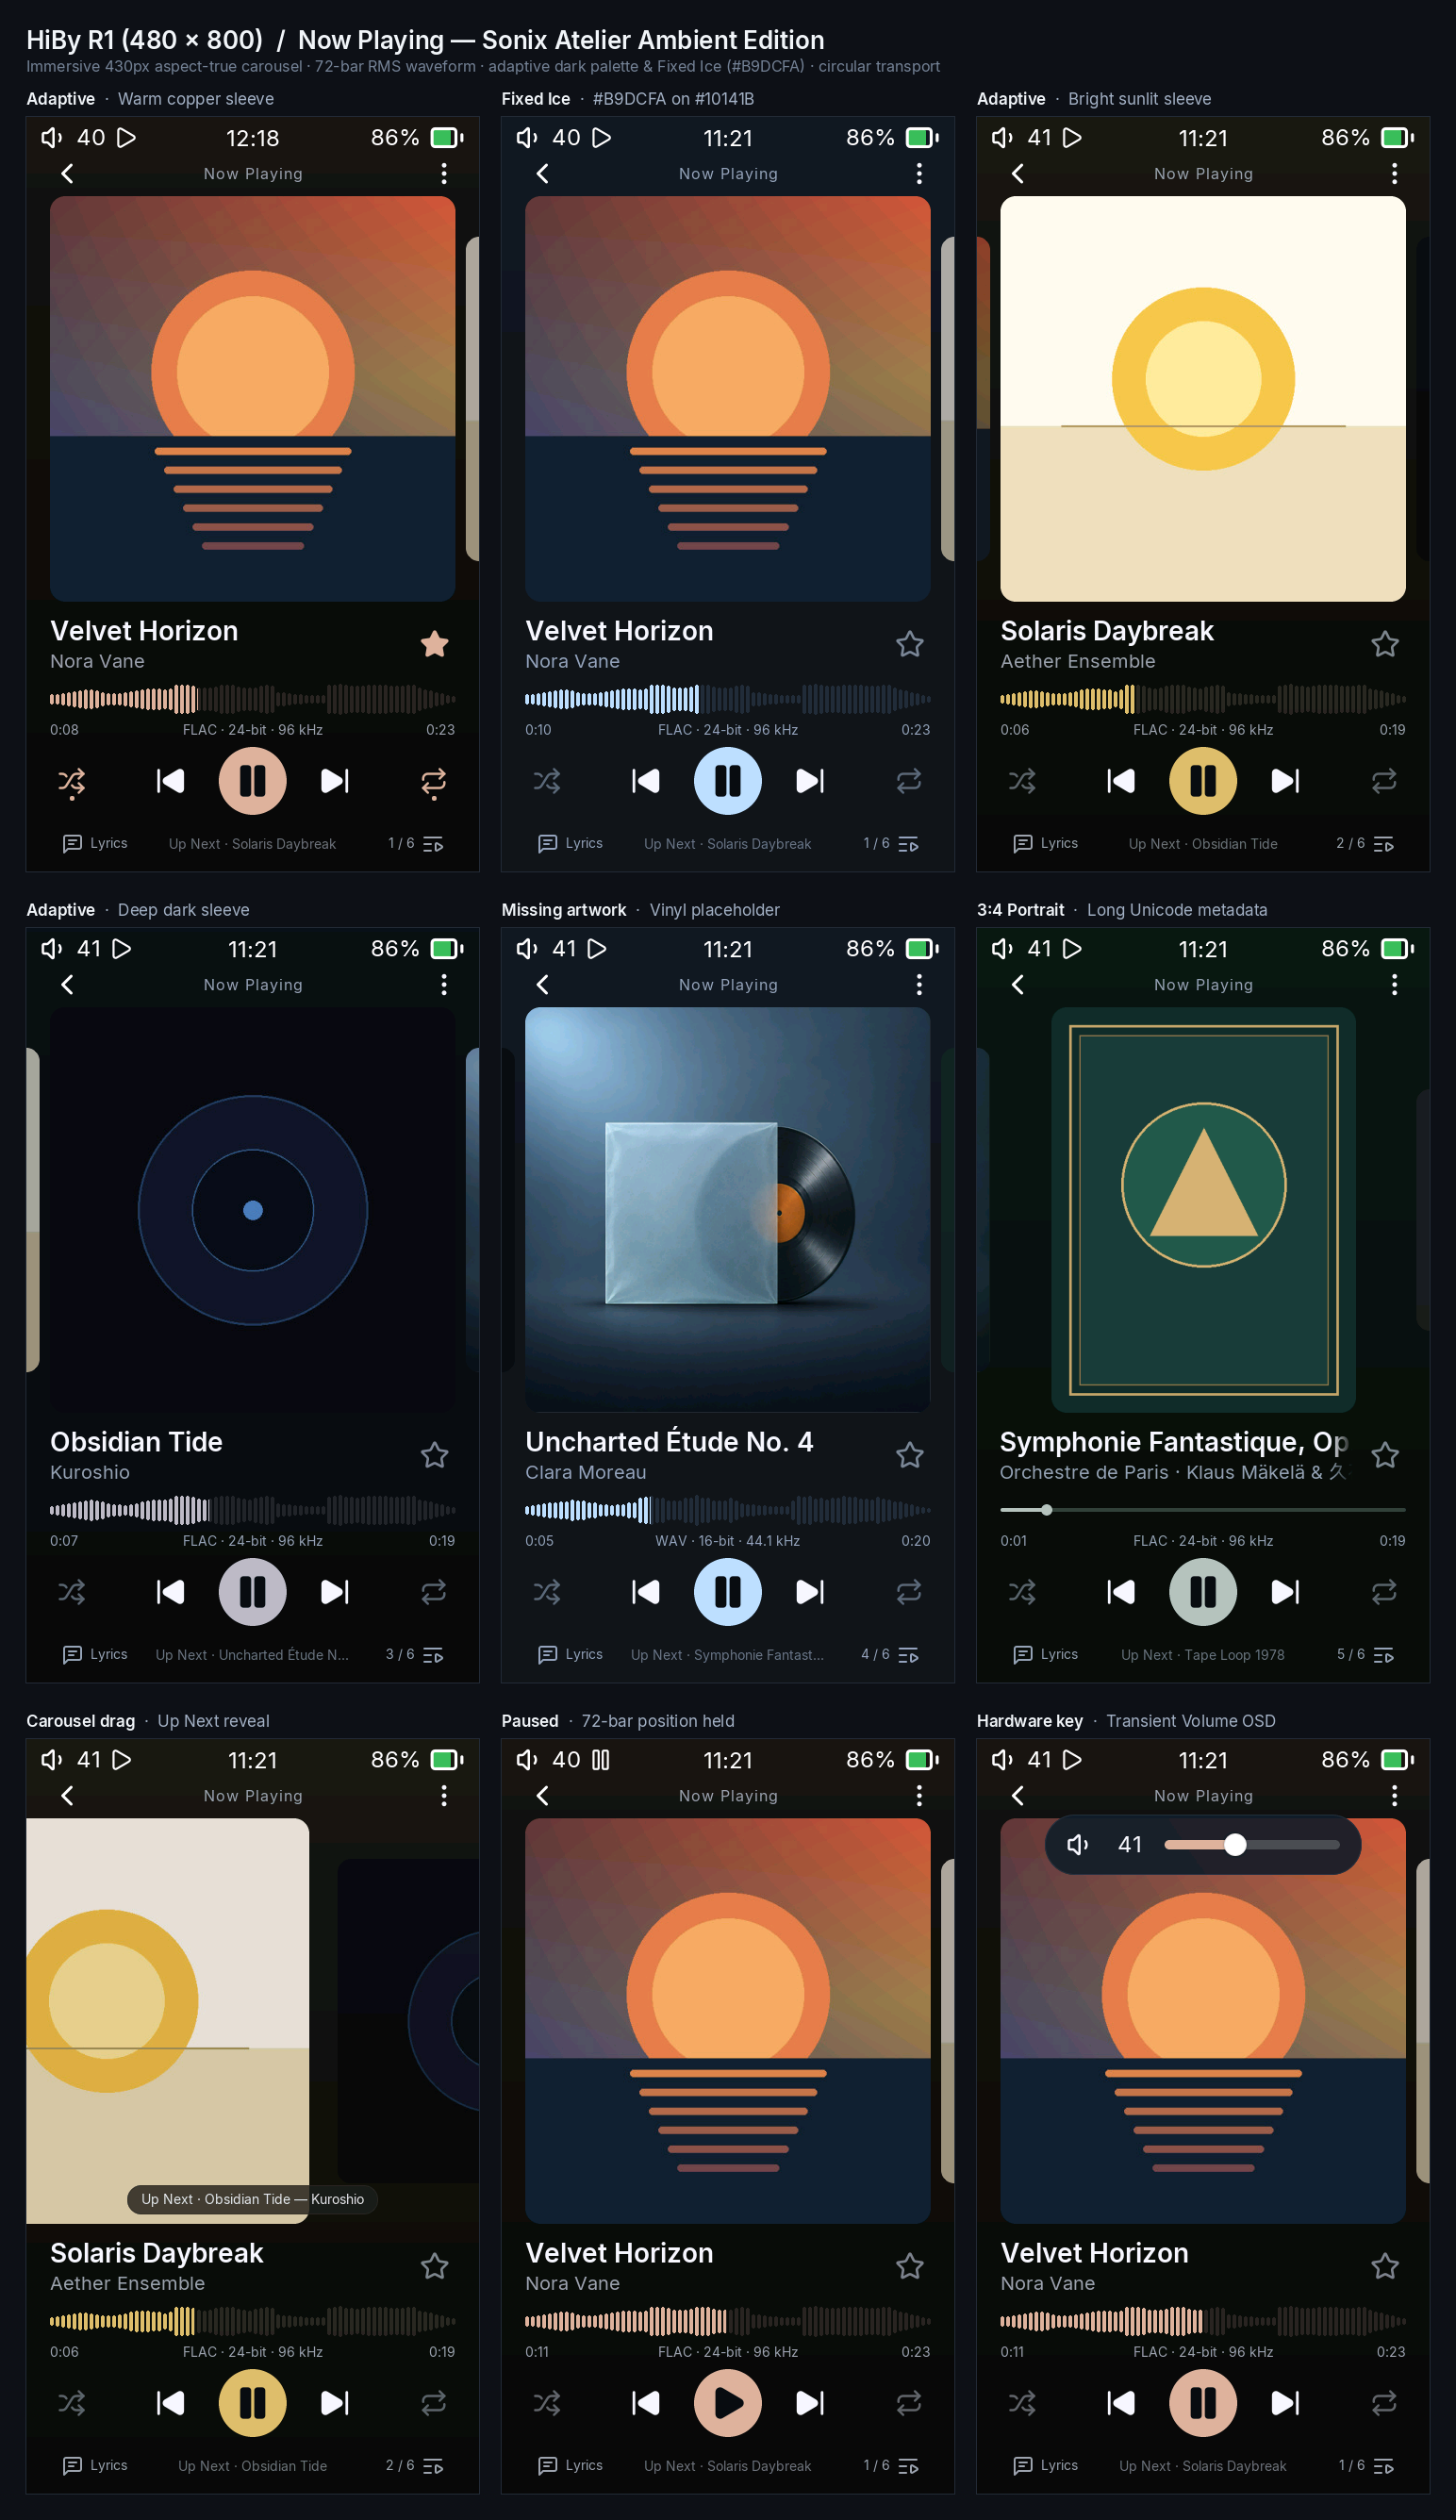 HiBy R1 (480 × 800) / Now Playing — Sonix Atelier Ambient Edition
Immersive 430px aspect-true carousel · 72-bar RMS waveform · adaptive dark palette & Fixed Ice (#B9DCFA) · circular transport
Adaptive · Warm copper sleeve
40 12:18 86%
Now Playing
Velvet Horizon
Nora Vane
0:08 FLAC · 24-bit · 96 kHz 0:23
Lyrics Up Next · Solaris Daybreak 1 / 6
Fixed Ice · #B9DCFA on #10141B
40 11:21 86%
Now Playing
Velvet Horizon
Nora Vane
0:10 FLAC · 24-bit · 96 kHz 0:23
Lyrics Up Next · Solaris Daybreak 1 / 6
Adaptive · Bright sunlit sleeve
41 11:21 86%
Now Playing
Solaris Daybreak
Aether Ensemble
0:06 FLAC · 24-bit · 96 kHz 0:19
Lyrics Up Next · Obsidian Tide 2 / 6
Adaptive · Deep dark sleeve
41 11:21 86%
Now Playing
Obsidian Tide
Kuroshio
0:07 FLAC · 24-bit · 96 kHz 0:19
Lyrics Up Next · Uncharted Étude N... 3 / 6
Missing artwork · Vinyl placeholder
41 11:21 86%
Now Playing
Uncharted Étude No. 4
Clara Moreau
0:05 WAV · 16-bit · 44.1 kHz 0:20
Lyrics Up Next · Symphonie Fantast... 4 / 6
3:4 Portrait · Long Unicode metadata
41 11:21 86%
Now Playing
Symphonie Fantastique, Op
Orchestre de Paris · Klaus Mäkelä & 久
0:01 FLAC · 24-bit · 96 kHz 0:19
Lyrics Up Next · Tape Loop 1978 5 / 6
Carousel drag · Up Next reveal
41 11:21 86%
Now Playing
Up Next · Obsidian Tide — Kuroshio
Solaris Daybreak
Aether Ensemble
0:06 FLAC · 24-bit · 96 kHz 0:19
Lyrics Up Next · Obsidian Tide 2 / 6
Paused · 72-bar position held
40 11:21 86%
Now Playing
Velvet Horizon
Nora Vane
0:11 FLAC · 24-bit · 96 kHz 0:23
Lyrics Up Next · Solaris Daybreak 1 / 6
Hardware key · Transient Volume OSD
41 11:21 86%
Now Playing
41
Velvet Horizon
Nora Vane
0:11 FLAC · 24-bit · 96 kHz 0:23
Lyrics Up Next · Solaris Daybreak 1 / 6